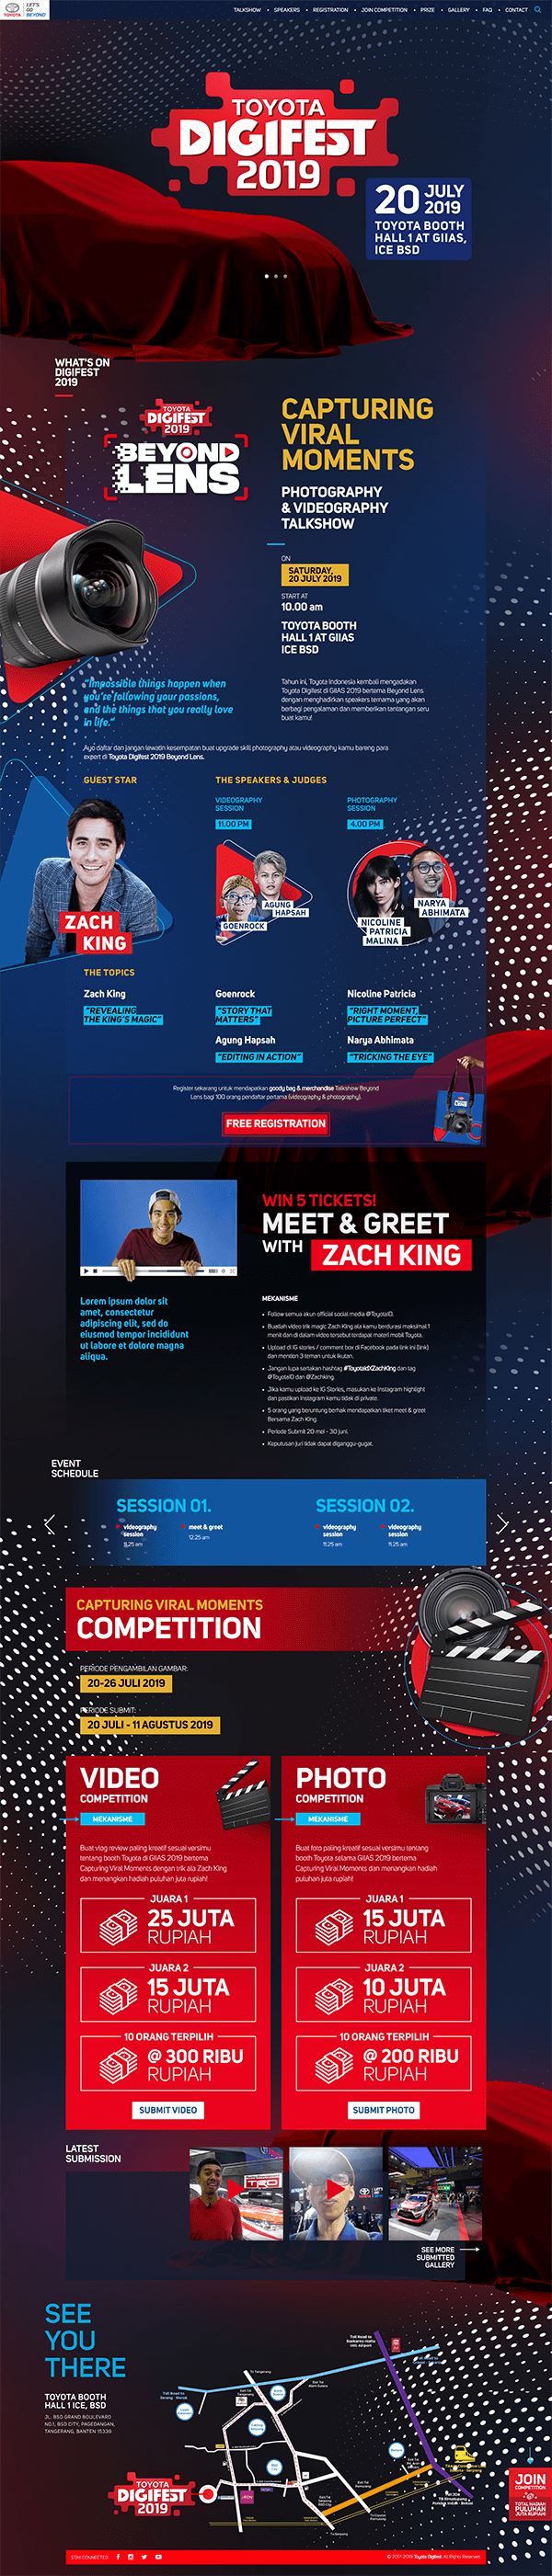 TOYOTA
LET'S
GO
BEYOND
TALKSHOW • SPEAKERS • REGISTRATION • JOIN COMPETITION • PRIZE • GALLERY • FAQ • CONTACT
TOYOTA
DIGIFEST
2019
20 JULY
2019
TOYOTA BOOTH
HALL 1 AT GIIAS,
ICE BSD
WHAT'S ON
DIGIFEST
2019
TOYOTA
DIGIFEST
2019
BEYOND
LENS
CAPTURING
VIRAL
MOMENTS
PHOTOGRAPHY
& VIDEOGRAPHY
TALKSHOW
ON
SATURDAY,
20 JULY 2019
START AT
10.00 am
TOYOTA BOOTH
HALL 1 AT GIIAS
ICE BSD
"Impossible things happen when
you're following your passions,
and the things that you really love
in life."
Tahun ini, Toyota Indonesia kembali mengadakan
Toyota Digifest di GIIAS 2019 bertema Beyond Lens
dengan menghadirkan speakers ternama yang akan
berbagi pengalaman dan memberikan tantangan seru
buat kamu!
Ayo daftar dan jangan lewatin kesempatan buat upgrade skill photography atau videography kamu bareng para
expert di Toyota Digifest 2019 Beyond Lens.
GUEST STAR
THE SPEAKERS & JUDGES
VIDEOGRAPHY
SESSION
11.00 PM
PHOTOGRAPHY
SESSION
4.00 PM
ZACH
KING
AGUNG
HAPSAH
GOENROCK
NARYA
ABHIMATA
NICOLINE
PATRICIA
MALINA
THE TOPICS
Zach King
"REVEALING
THE KING'S MAGIC"
Goenrock
"STORY THAT
MATTERS"
Agung Hapsah
"EDITING IN ACTION"
Nicoline Patricia
"RIGHT MOMENT,
PICTURE PERFECT"
Narya Abhimata
"TRICKING THE EYE"
Register sekarang untuk mendapatkan goody bag & merchandise Talkshow Beyond
Lens bagi 100 orang pendaftar pertama (videography & photography).
FREE REGISTRATION
WIN 5 TICKETS!
MEET & GREET
WITH ZACH KING
Lorem ipsum dolor sit
amet, consectetur
adipiscing elit, sed do
eiusmod tempor incididunt
ut labore et dolore magna
aliqua.
MEKANISME
• Follow semua akun official social media @ToyotaID.
• Buatlah video trik magic Zach King ala kamu berdurasi maksimal 1
menit dan di dalam video tersebut terdapat materi mobil Toyota.
• Upload di IG stories / comment box di Facebook pada link ini (link)
dan mention 3 teman untuk ikutan.
• Jangan lupa sertakan hashtag #ToyotaIdXZachKing dan tag
@ToyotaID dan @Zachking.
• Jika kamu upload ke IG Stories, masukan ke Instagram highlight
dan pastikan Instagram kamu tidak di private.
• 5 orang yang beruntung berhak mendapatkan tiket meet & greet
Bersama Zach King.
• Periode Submit 20 mei - 30 juni.
• Keputusan juri tidak dapat diganggu-gugat.
EVENT
SCHEDULE
SESSION 01.
videography
session
11.25 am
meet & greet
12.25 am
SESSION 02.
videography
session
11.25 am
videography
session
11.25 am
CAPTURING VIRAL MOMENTS
COMPETITION
PERIODE PENGAMBILAN GAMBAR:
20-26 JULI 2019
PERIODE SUBMIT:
20 JULI - 11 AGUSTUS 2019
VIDEO
COMPETITION
MEKANISME
Buat vlog review paling kreatif sesuai versimu
tentang booth Toyota di GIIAS 2019 bertema
Capturing Viral Moments dengan trik ala Zach King
dan menangkan hadiah puluhan juta rupiah!
JUARA 1
25 JUTA
RUPIAH
JUARA 2
15 JUTA
RUPIAH
10 ORANG TERPILIH
@ 300 RIBU
RUPIAH
SUBMIT VIDEO
PHOTO
COMPETITION
MEKANISME
Buat foto paling kreatif sesuai versimu tentang
booth Toyota selama GIIAS 2019 bertema
Capturing Viral Moments dan menangkan hadiah
puluhan juta rupiah!
JUARA 1
15 JUTA
RUPIAH
JUARA 2
10 JUTA
RUPIAH
10 ORANG TERPILIH
@ 200 RIBU
RUPIAH
SUBMIT PHOTO
LATEST
SUBMISSION
TRD
SEE MORE
SUBMITTED
GALLERY
SEE
YOU
THERE
TOYOTA BOOTH
HALL 1 ICE, BSD
JL. BSD GRAND BOULEVARD
NO.1, BSD CITY, PAGEDANGAN,
TANGERANG, BANTEN 15339
TOYOTA
DIGIFEST
2019
JOIN
COMPETITION
TOTAL HADIAH
PULUHAN
JUTA RUPIAH
STAY CONNECTED
© 2017-2019 Toyota Digifest. All Rights Reserved.